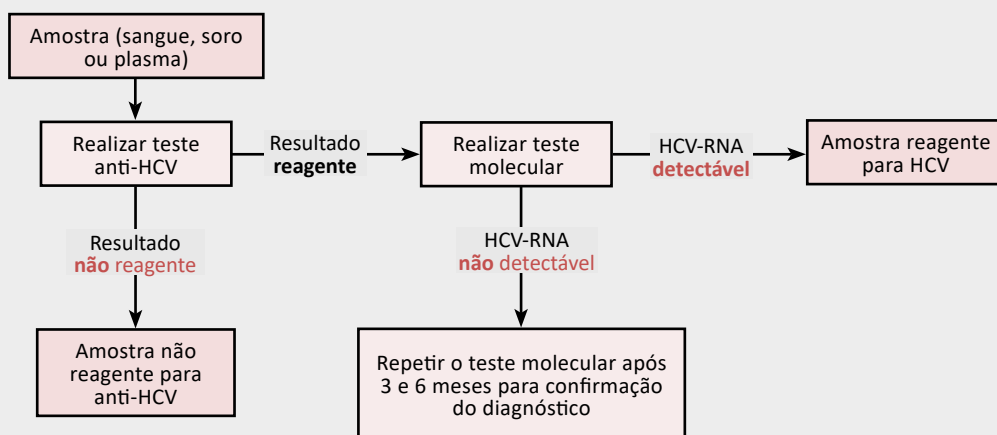 Amostra (sangue, soro
ou plasma)
Realizar teste
anti-HCV
Resultado
reagente
Realizar teste
molecular
HCV-RNA
detectável
Amostra reagente
para HCV
Resultado
não reagente
HCV-RNA
não detectável
Amostra não
reagente para
anti-HCV
Repetir o teste molecular após
3 e 6 meses para confirmação
do diagnóstico